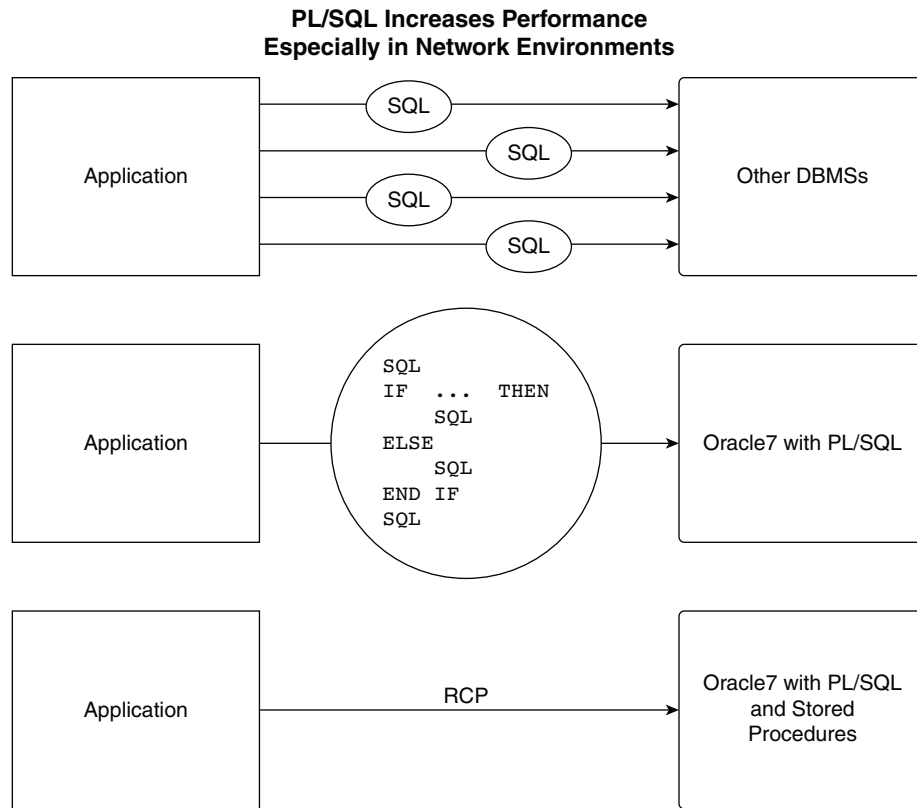 PL/SQL Increases Performance
Especially in Network Environments
Application
SQL
SQL
SQL
SQL
Other DBMSs
Application
SQL
IF ... THEN
SQL
ELSE
SQL
END IF
SQL
Oracle7 with PL/SQL
Application
RCP
Oracle7 with PL/SQL
and Stored
Procedures